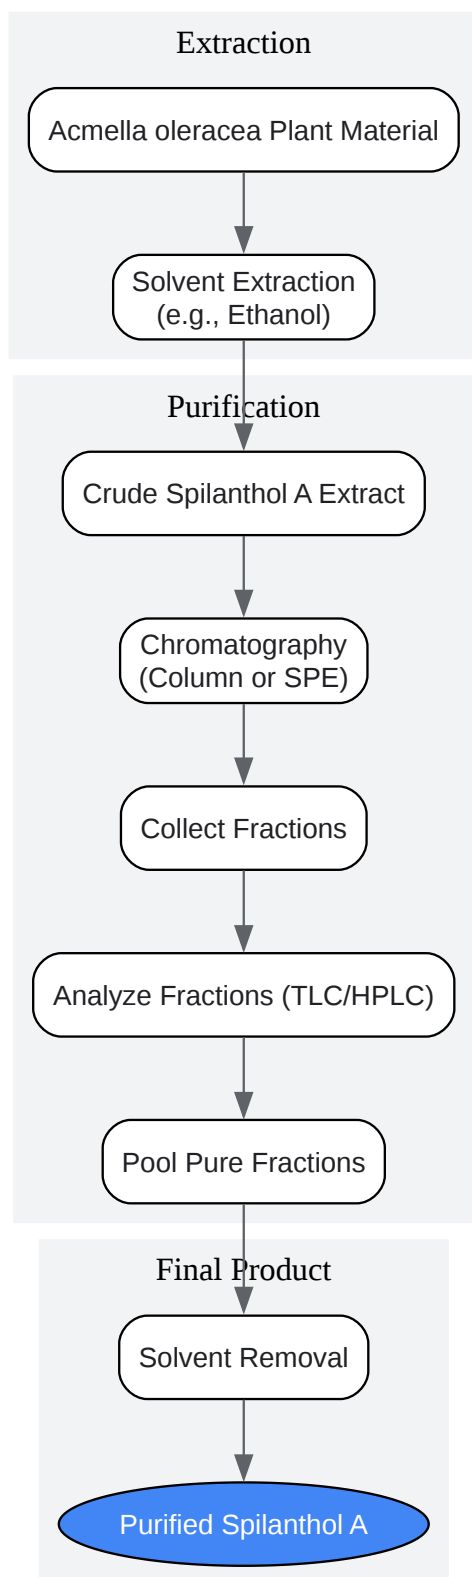 Extraction
Acmella oleracea Plant Material
Solvent Extraction
(e.g., Ethanol)
Purification
Crude Spilanthol A Extract
Chromatography
(Column or SPE)
Collect Fractions
Analyze Fractions (TLC/HPLC)
Pool Pure Fractions
Final Product
Solvent Removal
Purified Spilanthol A